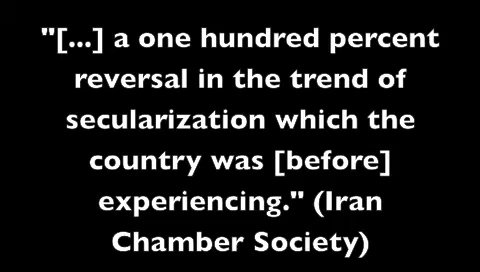 "[...] a one hundred percent
reversal in the trend of
secularization which the
country was [before]
experiencing." (Iran
Chamber Society)